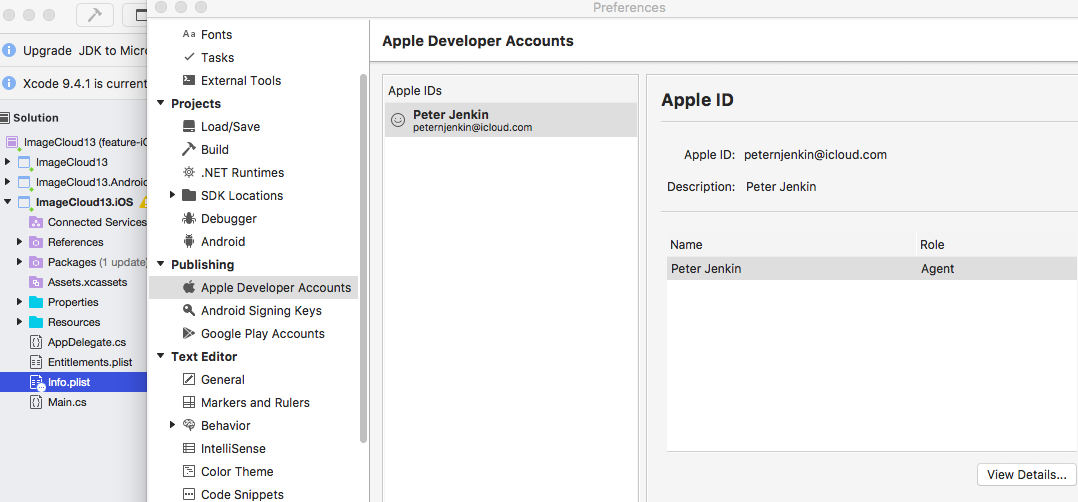 Preferences
Upgrade JDK to Micr
Xcode 9.4.1 is current
Solution
ImageCloud13 (feature-i
ImageCloud13
ImageCloud13.Android
ImageCloud13.iOS
Connected Services
References
Packages (1 update)
Assets.xcassets
Properties
Resources
AppDelegate.cs
Entitlements.plist
Info.plist
Main.cs
Aa Fonts
Tasks
External Tools
Projects
Load/Save
Build
.NET Runtimes
SDK Locations
Debugger
Android
Publishing
Apple Developer Accounts
Android Signing Keys
Google Play Accounts
Text Editor
General
Markers and Rulers
Behavior
IntelliSense
Color Theme
Code Snippets
Apple Developer Accounts
Apple IDs
Peter Jenkin
peternjenkin@icloud.com
Apple ID
Apple ID: peternjenkin@icloud.com
Description: Peter Jenkin
Name Role
Peter Jenkin Agent
View Details...